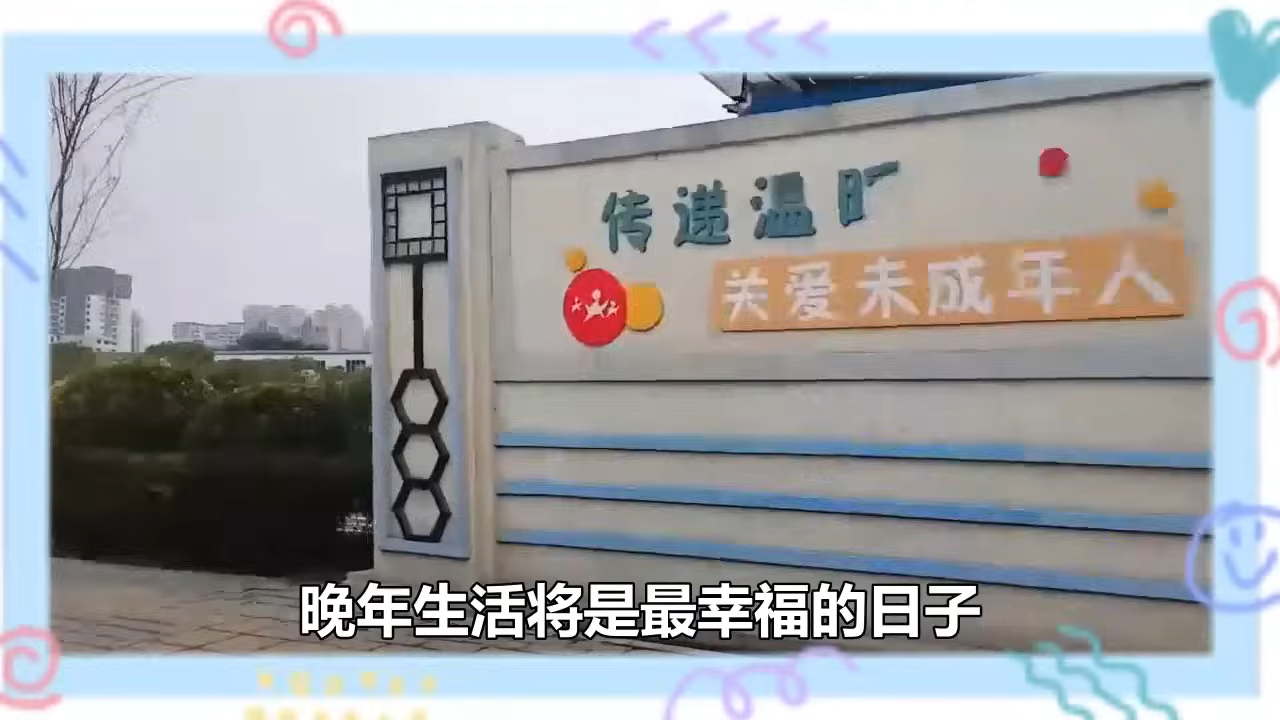 传递温
关爱未成年人
晚年生活将是最幸福的日子